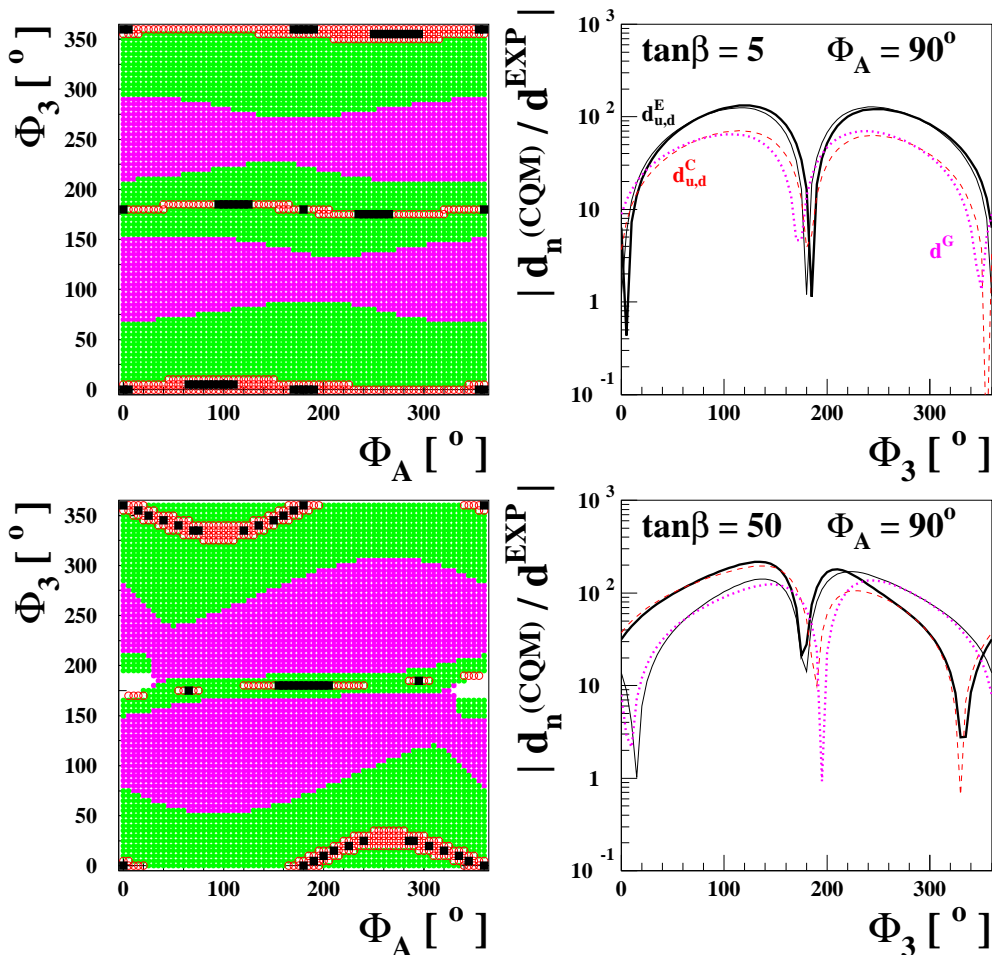 Φ3 [ o ]
350
300
250
200
150
100
50
0
0 100 200 300
ΦA [ o ]
| dn(CQM) / dEXP |
10 3
10 2
10
1
10 -1
tanβ = 5 ΦA = 90o
dEu,d
dCu,d
dG
0 100 200 300
Φ3 [ o ]
Φ3 [ o ]
350
300
250
200
150
100
50
0
0 100 200 300
ΦA [ o ]
| dn(CQM) / dEXP |
10 3
10 2
10
1
10 -1
tanβ = 50 ΦA = 90o
0 100 200 300
Φ3 [ o ]